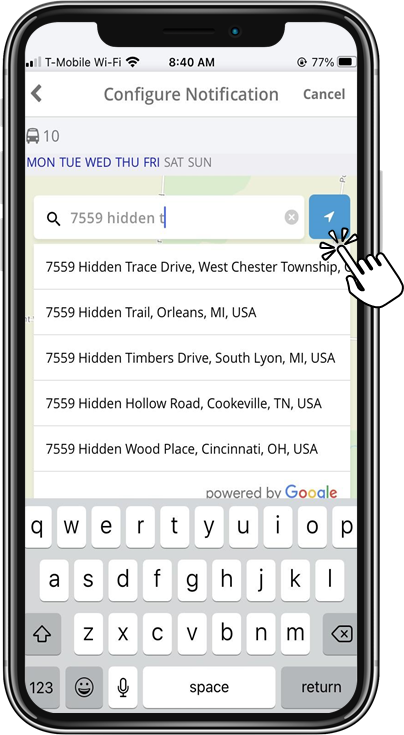 T-Mobile Wi-Fi 8:40 AM 77%
Configure Notification Cancel
10
MON TUE WED THU FRI SAT SUN
7559 hidden t
7559 Hidden Trace Drive, West Chester Township,
7559 Hidden Trail, Orleans, MI, USA
7559 Hidden Timbers Drive, South Lyon, MI, USA
7559 Hidden Hollow Road, Cookeville, TN, USA
7559 Hidden Wood Place, Cincinnati, OH, USA
powered by Google
q w e r t y u i o p
a s d f g h j k l
z x c v b n m
123 space return